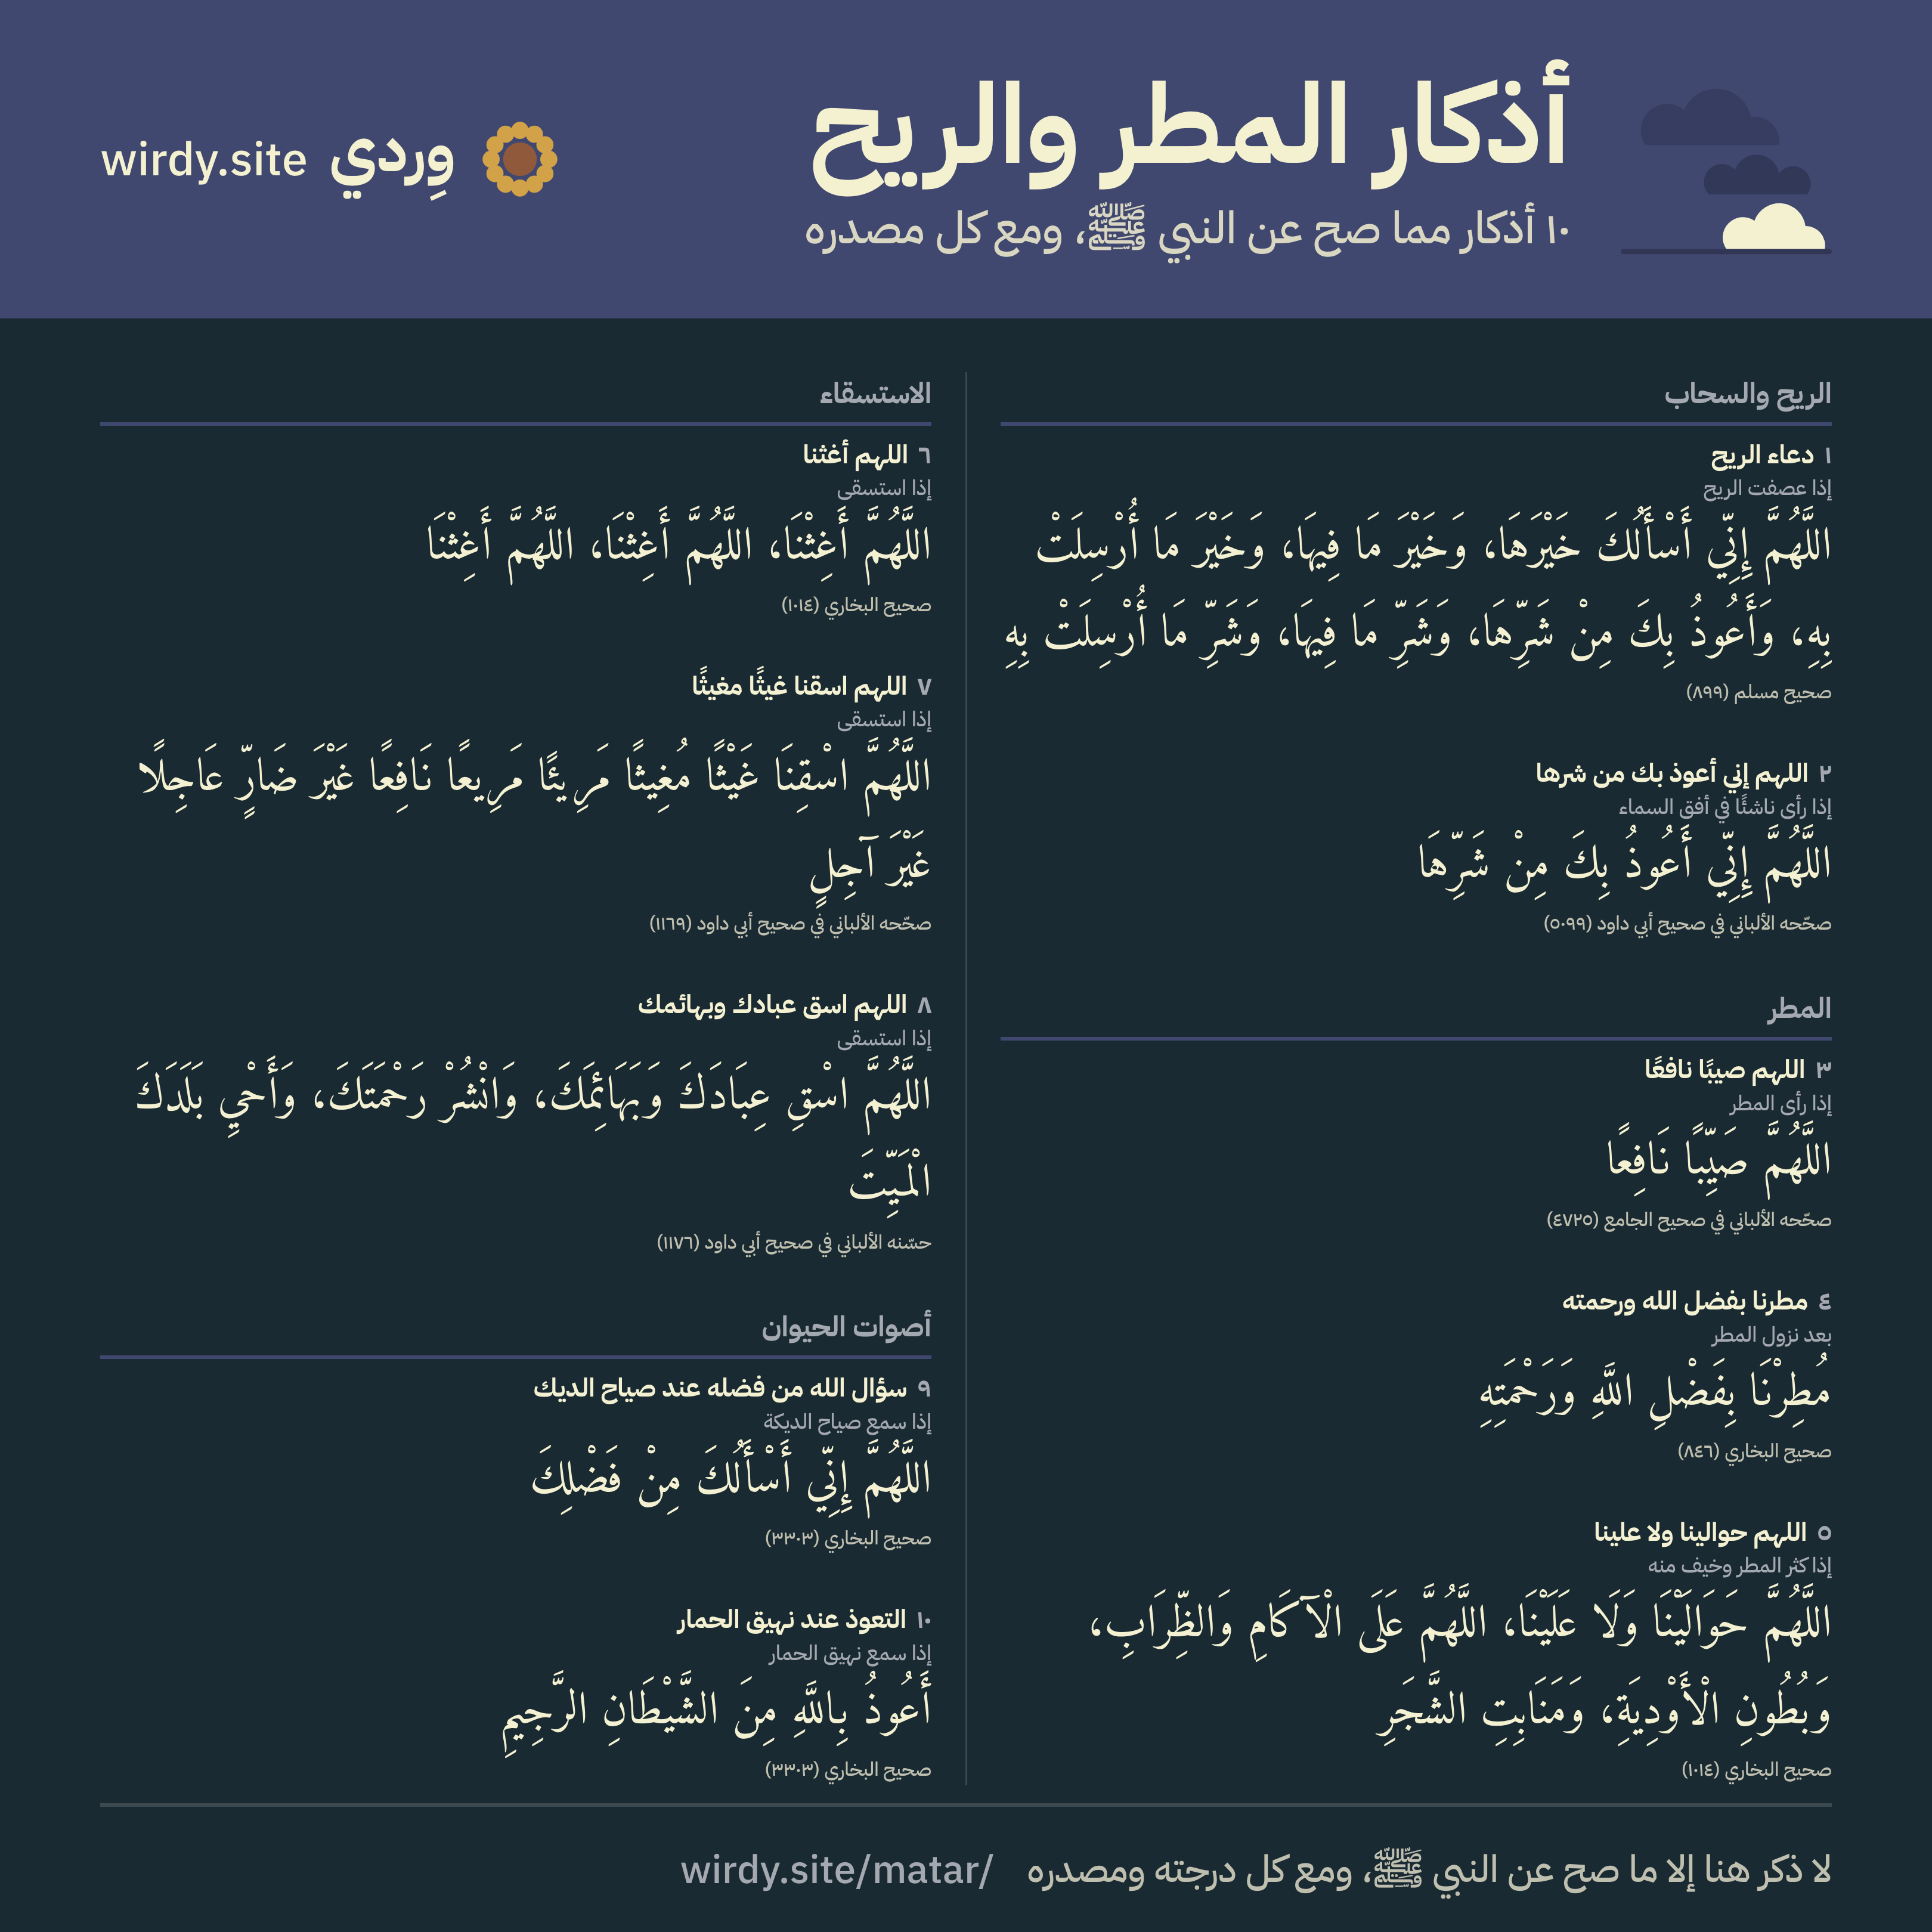 أذكار المطر والريح
١٠ أذكار مما صح عن النبي ﷺ، ومع كل مصدره
وِردي wirdy.site
الريح والسحاب
١ دعاء الريح
إذا عصفت الريح
اللَّهُمَّ إِنِّي أَسْأَلُكَ خَيْرَهَا، وَخَيْرَ مَا فِيهَا، وَخَيْرَ مَا أُرْسِلَتْ
بِهِ، وَأَعُوذُ بِكَ مِنْ شَرِّهَا، وَشَرِّ مَا فِيهَا، وَشَرِّ مَا أُرْسِلَتْ بِهِ
صحيح مسلم (٨٩٩)
٢ اللهم إني أعوذ بك من شرها
إذا رأى ناشئًا في أفق السماء
اللَّهُمَّ إِنِّي أَعُوذُ بِكَ مِنْ شَرِّهَا
صحّحه الألباني في صحيح أبي داود (٥٠٩٩)
المطر
٣ اللهم صيبًا نافعًا
إذا رأى المطر
اللَّهُمَّ صَيِّبًا نَافِعًا
صحّحه الألباني في صحيح الجامع (٤٧٢٥)
٤ مطرنا بفضل الله ورحمته
بعد نزول المطر
مُطِرْنَا بِفَضْلِ اللَّهِ وَرَحْمَتِهِ
صحيح البخاري (٨٤٦)
٥ اللهم حوالينا ولا علينا
إذا كثر المطر وخيف منه
اللَّهُمَّ حَوَالَيْنَا وَلَا عَلَيْنَا، اللَّهُمَّ عَلَى الْآكَامِ وَالظِّرَابِ،
وَبُطُونِ الْأَوْدِيَةِ، وَمَنَابِتِ الشَّجَرِ
صحيح البخاري (١٠١٤)
الاستسقاء
٦ اللهم أغثنا
إذا استسقى
اللَّهُمَّ أَغِثْنَا، اللَّهُمَّ أَغِثْنَا، اللَّهُمَّ أَغِثْنَا
صحيح البخاري (١٠١٤)
٧ اللهم اسقنا غيثًا مغيثًا
إذا استسقى
اللَّهُمَّ اسْقِنَا غَيْثًا مُغِيثًا مَرِيئًا مَرِيعًا نَافِعًا غَيْرَ ضَارٍّ عَاجِلًا
غَيْرَ آجِلٍ
صحّحه الألباني في صحيح أبي داود (١١٦٩)
٨ اللهم اسق عبادك وبهائمك
إذا استسقى
اللَّهُمَّ اسْقِ عِبَادَكَ وَبَهَائِمَكَ، وَانْشُرْ رَحْمَتَكَ، وَأَحْيِ بَلَدَكَ
الْمَيِّتَ
حسّنه الألباني في صحيح أبي داود (١١٧٦)
أصوات الحيوان
٩ سؤال الله من فضله عند صياح الديك
إذا سمع صياح الديكة
اللَّهُمَّ إِنِّي أَسْأَلُكَ مِنْ فَضْلِكَ
صحيح البخاري (٣٣٠٣)
١٠ التعوذ عند نهيق الحمار
إذا سمع نهيق الحمار
أَعُوذُ بِاللَّهِ مِنَ الشَّيْطَانِ الرَّجِيمِ
صحيح البخاري (٣٣٠٣)
لا ذكر هنا إلا ما صح عن النبي ﷺ، ومع كل درجته ومصدره wirdy.site/matar/